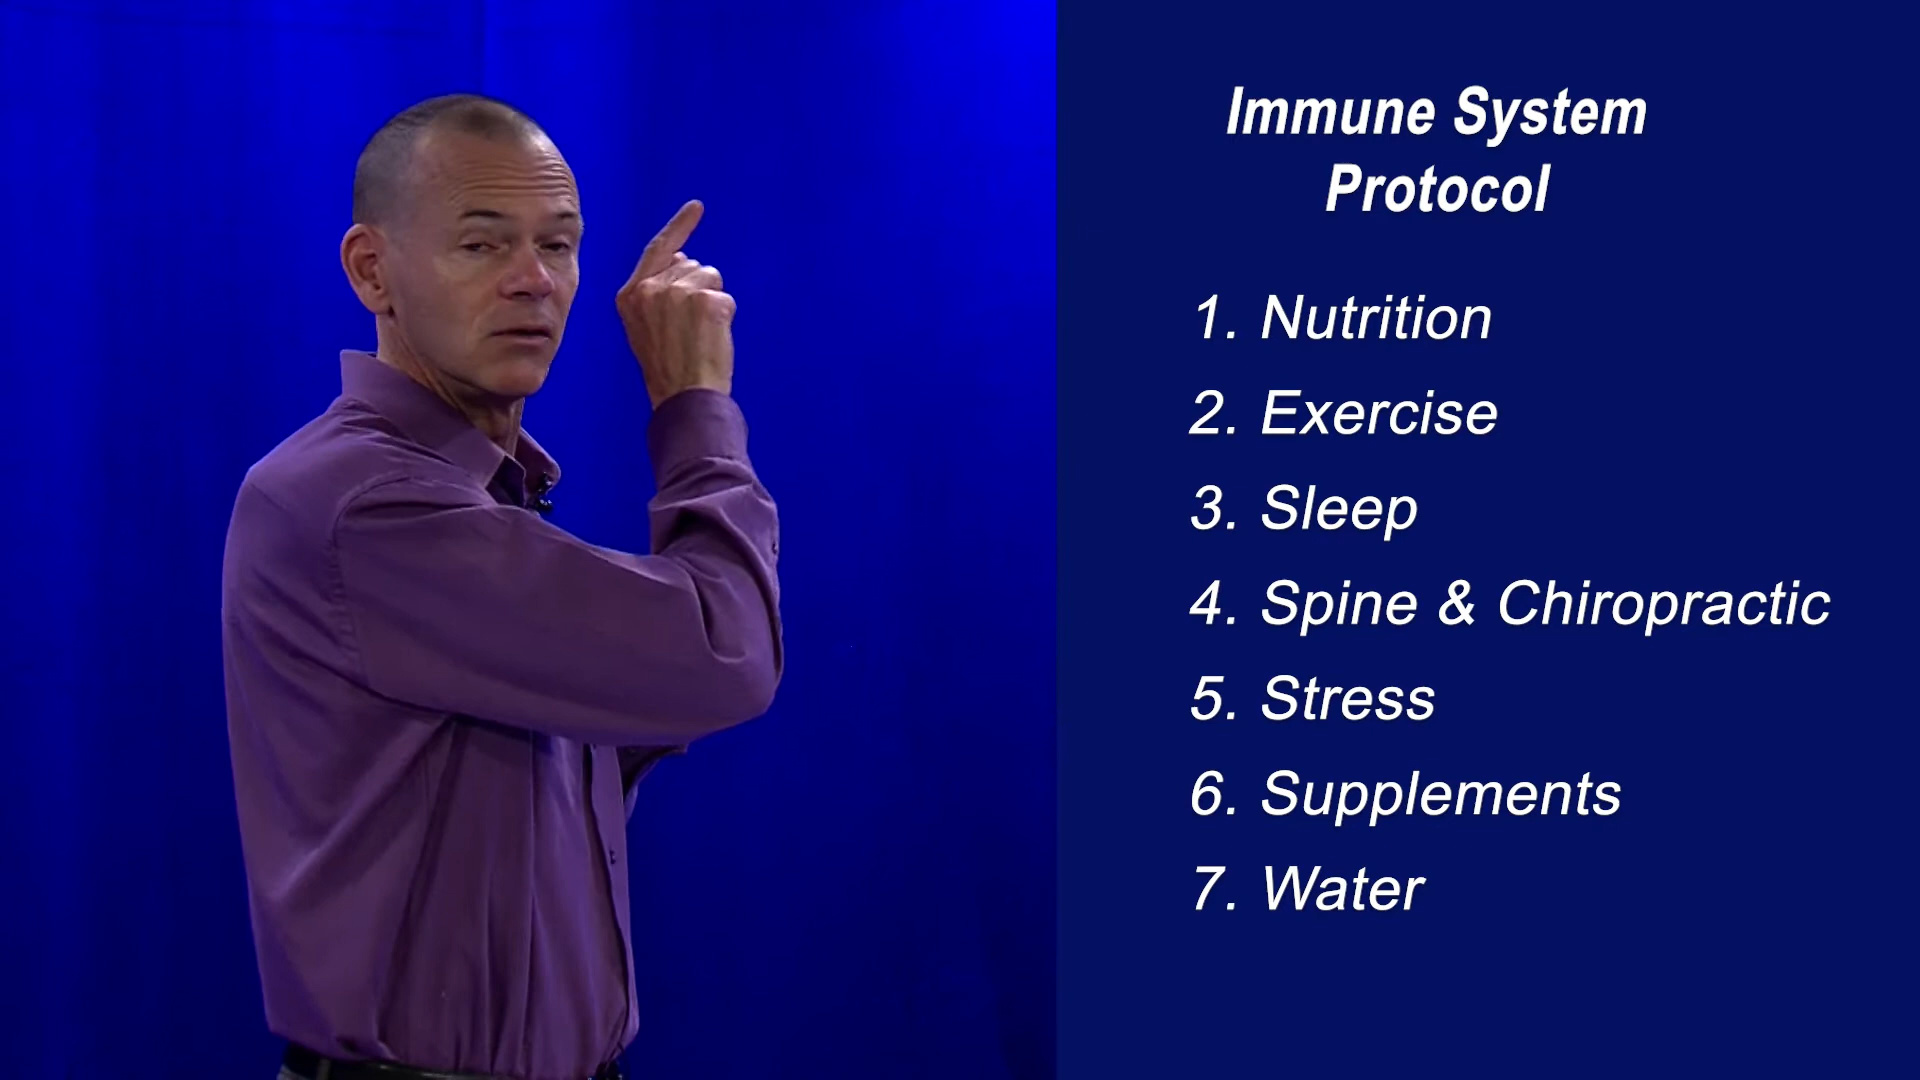 Immune System
Protocol
1. Nutrition
2. Exercise
3. Sleep
4. Spine & Chiropractic
5. Stress
6. Supplements
7. Water